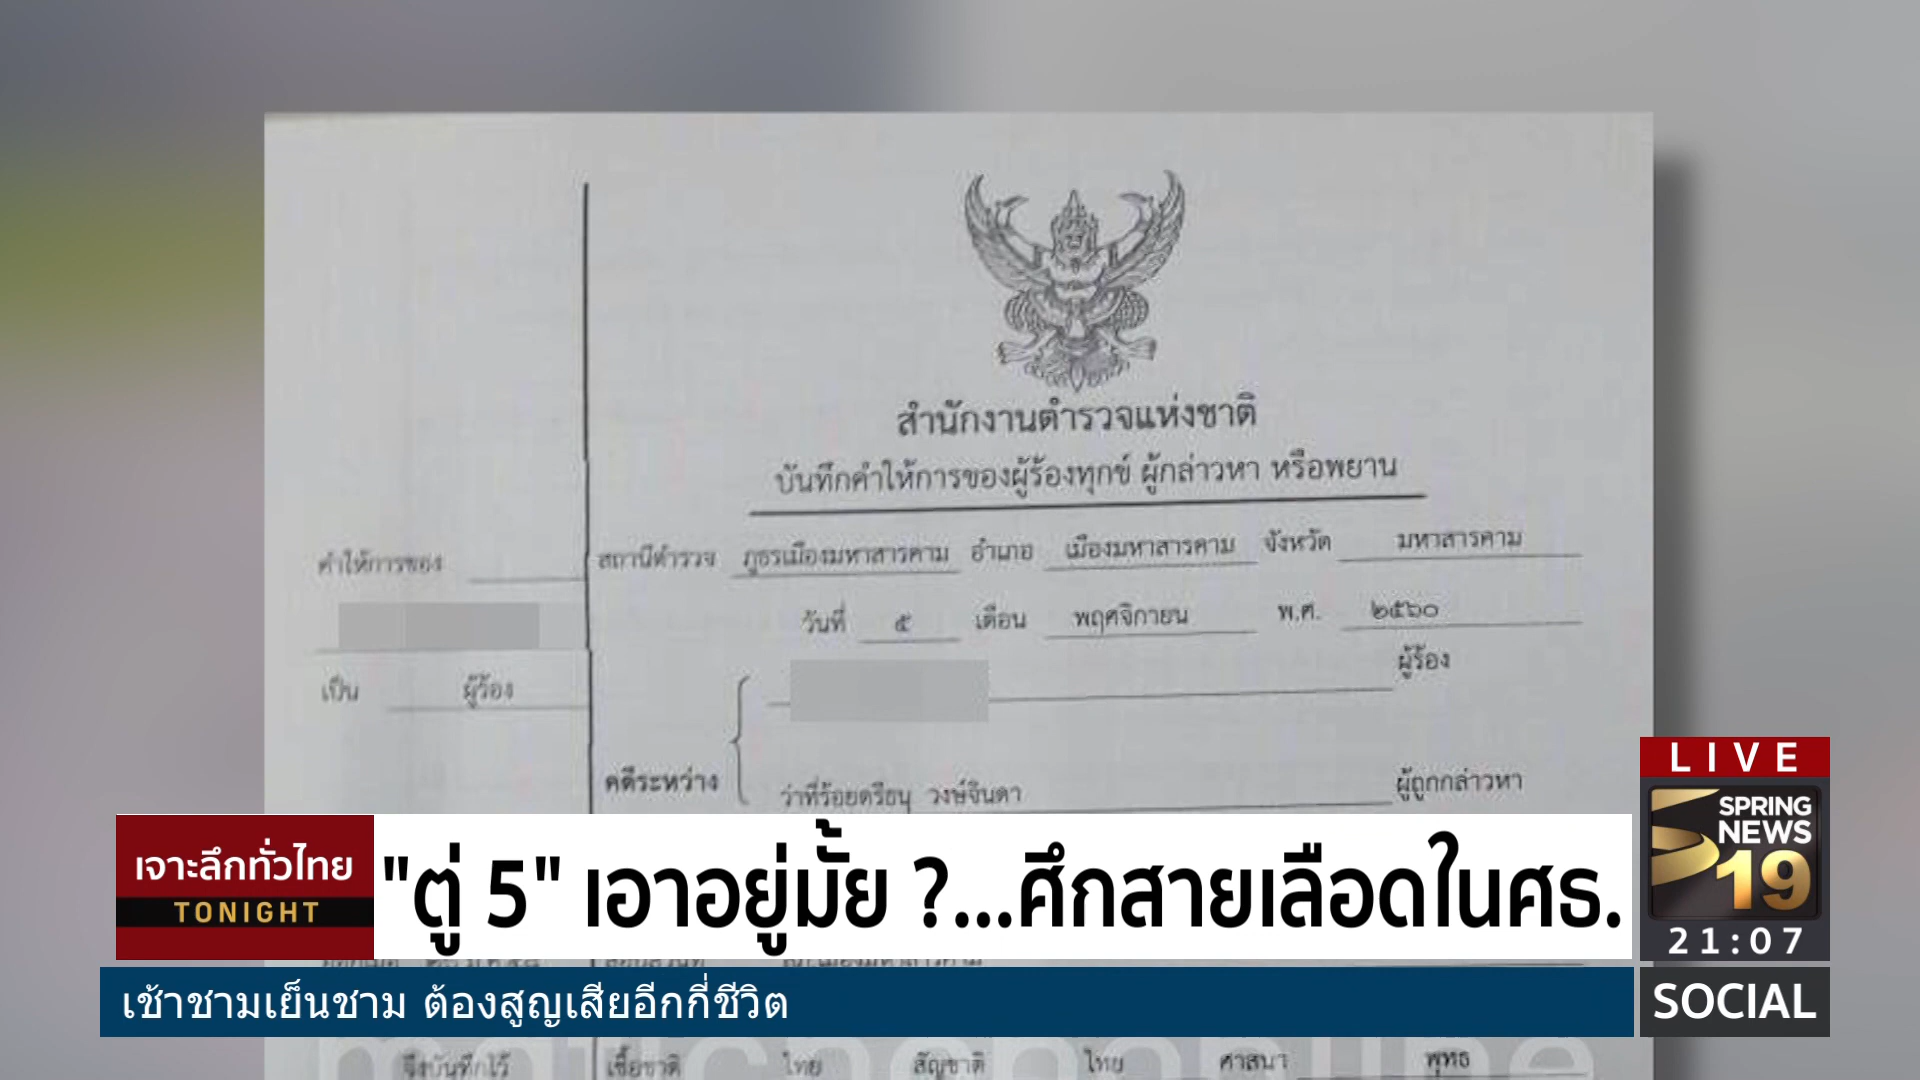 สำนักงานตำรวจแห่งชาติ
บันทึกคำให้การของผู้ร้องทุกข์ ผู้กล่าวหา หรือพยาน
คำให้การของ
สถานีตำรวจ ภูธรเมืองมหาสารคาม อำเภอ เมืองมหาสารคาม จังหวัด มหาสารคาม
วันที่ ๕ เดือน พฤศจิกายน พ.ศ. ๒๕๖๐
ผู้ร้อง
เป็น ผู้ร้อง
คดีระหว่าง
ว่าที่ร้อยตรีธนุ วงษ์จินดา ผู้ถูกกล่าวหา
LIVE
SPRING
NEWS
19
21:07
เจาะลึกทั่วไทย
TONIGHT
"ตู่ 5" เอาอยู่มั้ย ?...ศึกสายเลือดในศธ.
เช้าชามเย็นชาม ต้องสูญเสียอีกกี่ชีวิต
SOCIAL
จึงบันทึกไว้ เชื้อชาติ ไทย สัญชาติ ไทย ศาสนา พุทธ